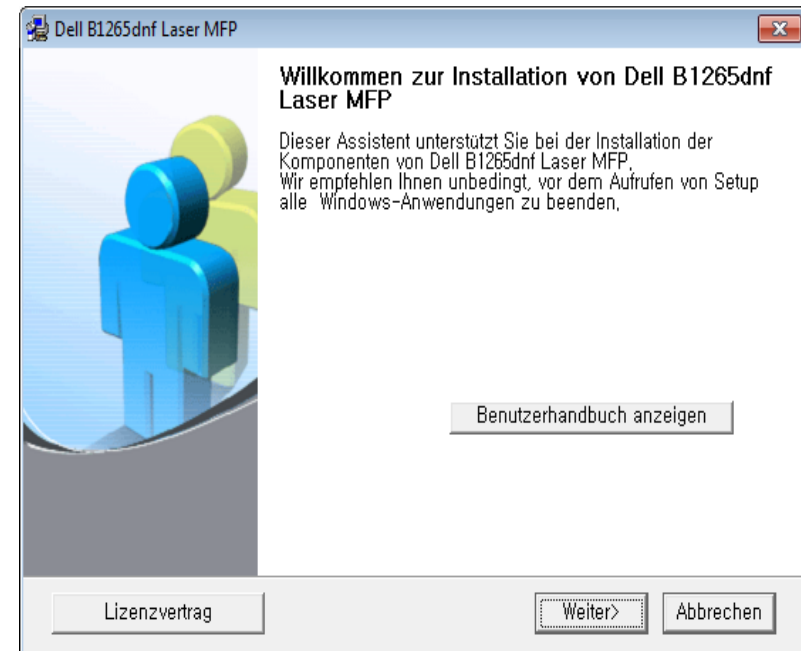 Dell B1265dnf Laser MFP
Willkommen zur Installation von Dell B1265dnf
Laser MFP
Dieser Assistent unterstützt Sie bei der Installation der
Komponenten von Dell B1265dnf Laser MFP,
Wir empfehlen Ihnen unbedingt, vor dem Aufrufen von Setup
alle Windows-Anwendungen zu beenden,
Benutzerhandbuch anzeigen
Lizenzvertrag
Weiter>
Abbrechen